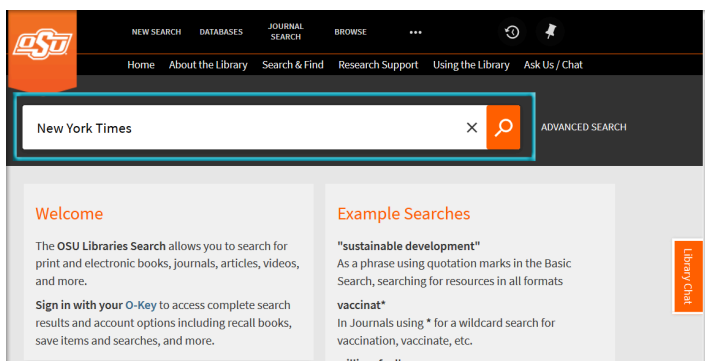 OSU
NEW SEARCH
DATABASES
JOURNAL
SEARCH
BROWSE
Home
About the Library
Search & Find
Research Support
Using the Library
Ask Us / Chat
New York Times
ADVANCED SEARCH
Welcome
The OSU Libraries Search allows you to search for
print and electronic books, journals, articles, videos,
and more.
Sign in with your O-Key to access complete search
results and account options including recall books,
save items and searches, and more.
Example Searches
"sustainable development"
As a phrase using quotation marks in the Basic
Search, searching for resources in all formats
vaccinat*
In Journals using * for a wildcard search for
vaccination, vaccinate, etc.
Library Chat